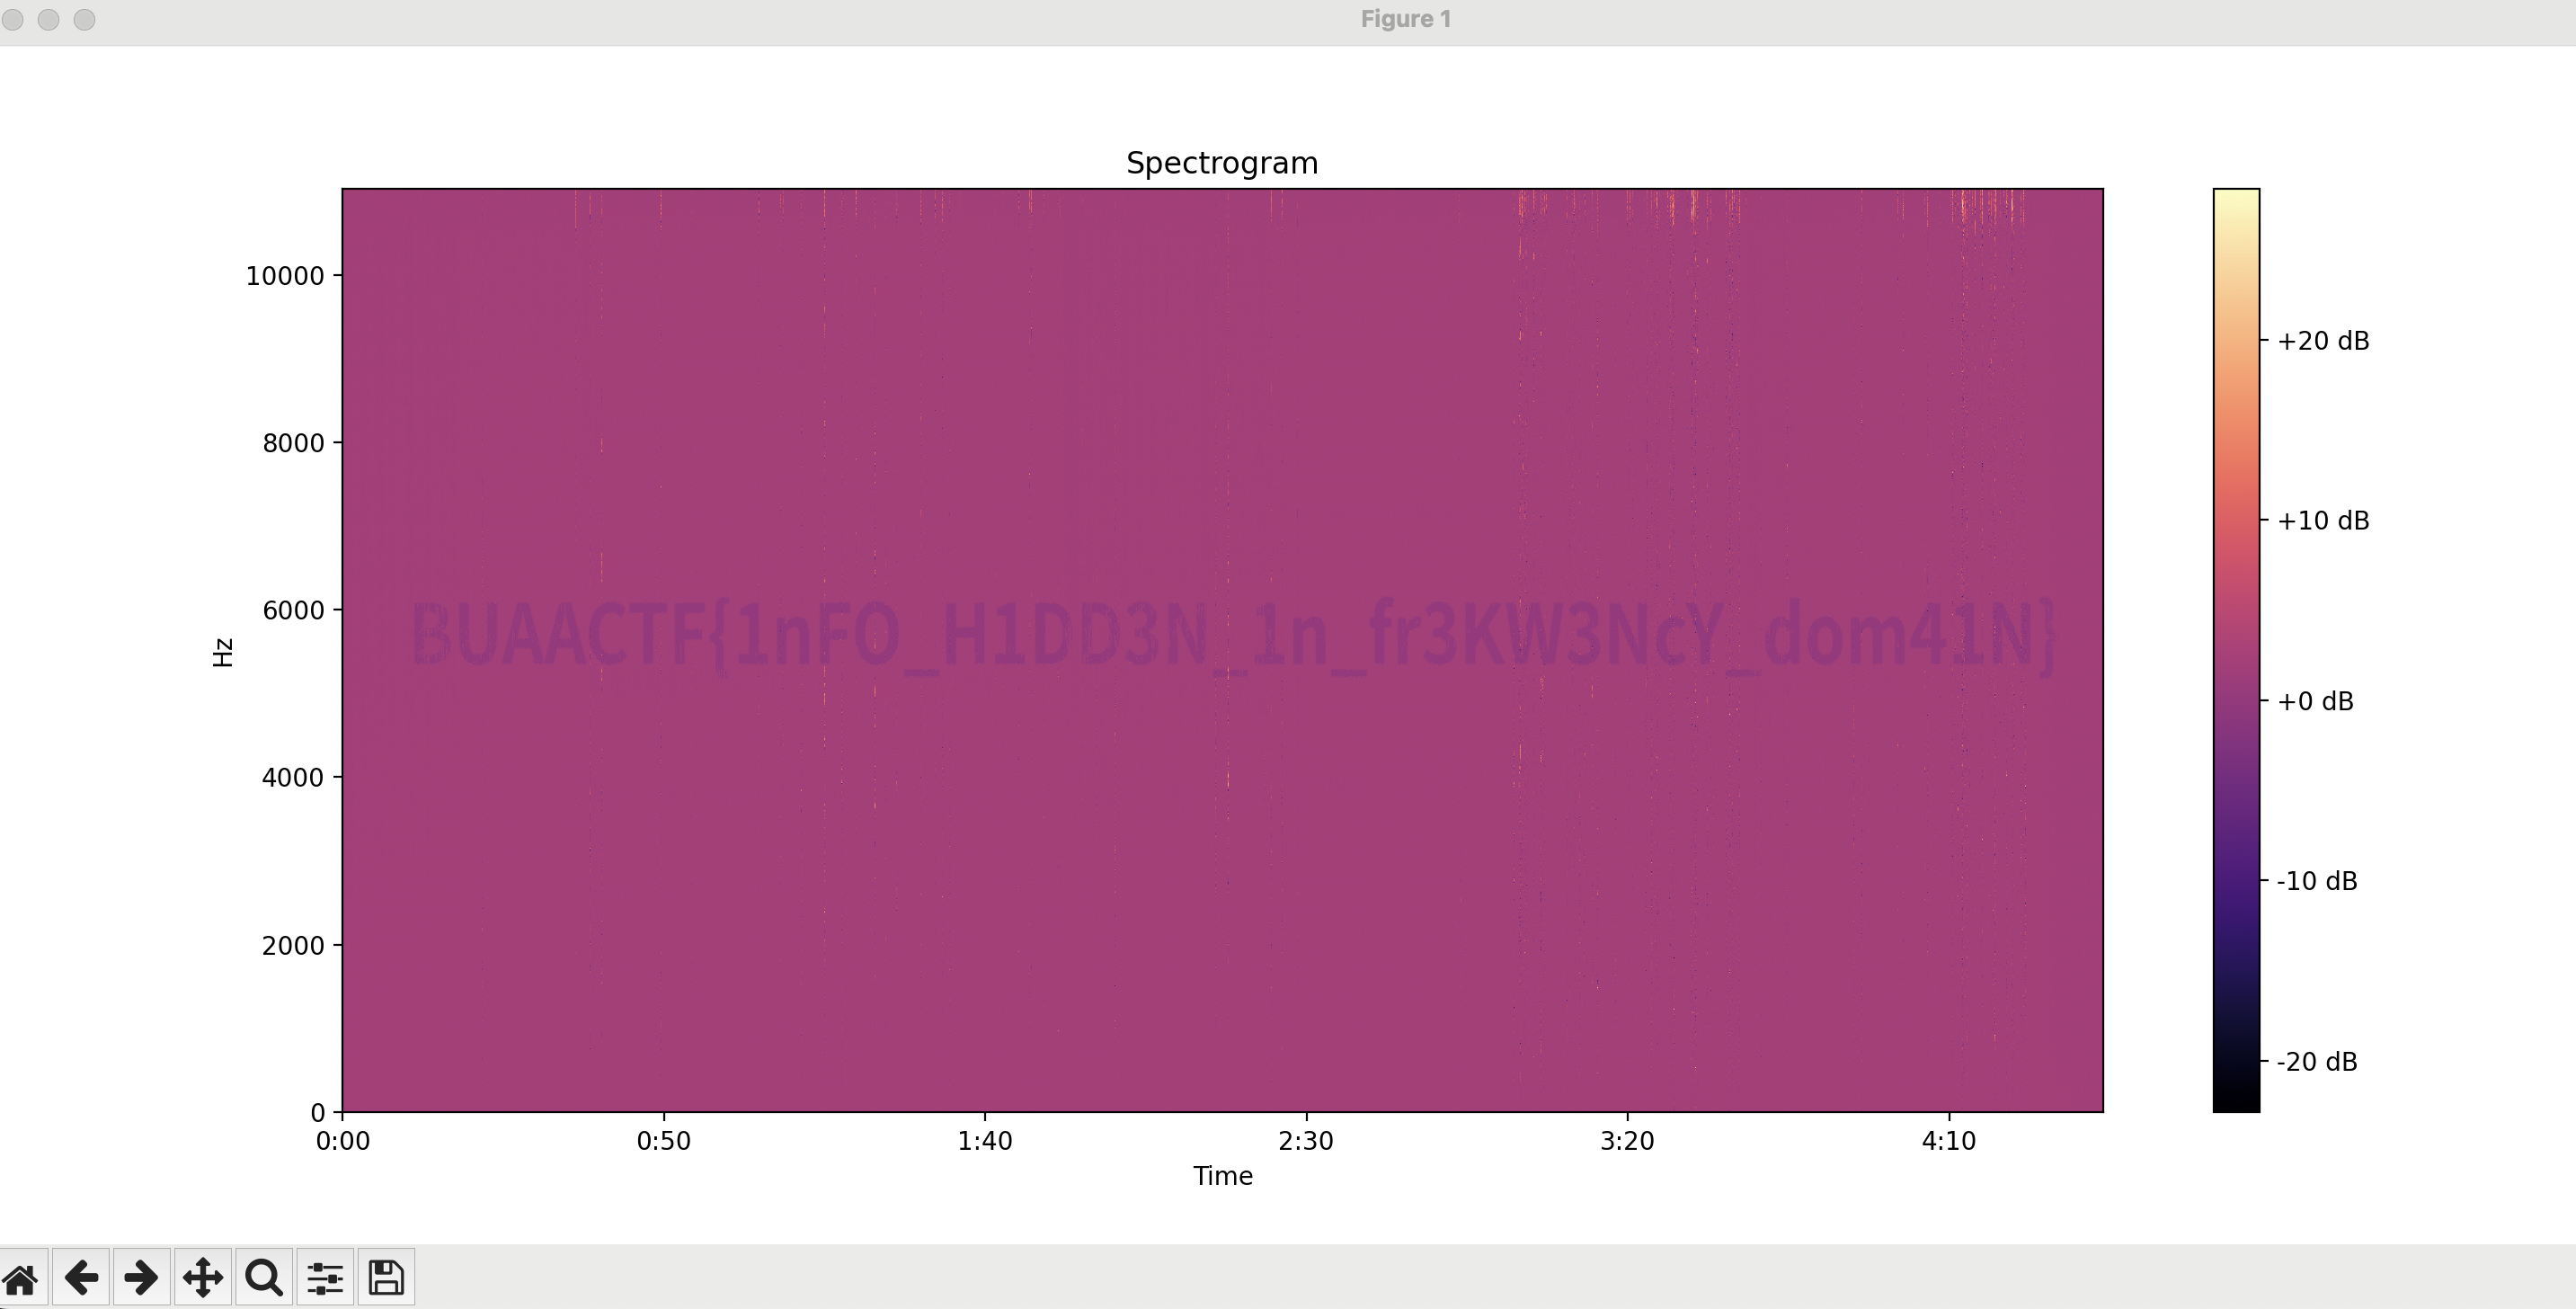 Figure 1
Spectrogram
10000
8000
6000
4000
2000
0
Hz
BUAACTF{1nFO_H1DD3N_1n_fr3KW3NcY_dom41N}
0:00 0:50 1:40 2:30 3:20 4:10
Time
+20 dB
+10 dB
+0 dB
-10 dB
-20 dB